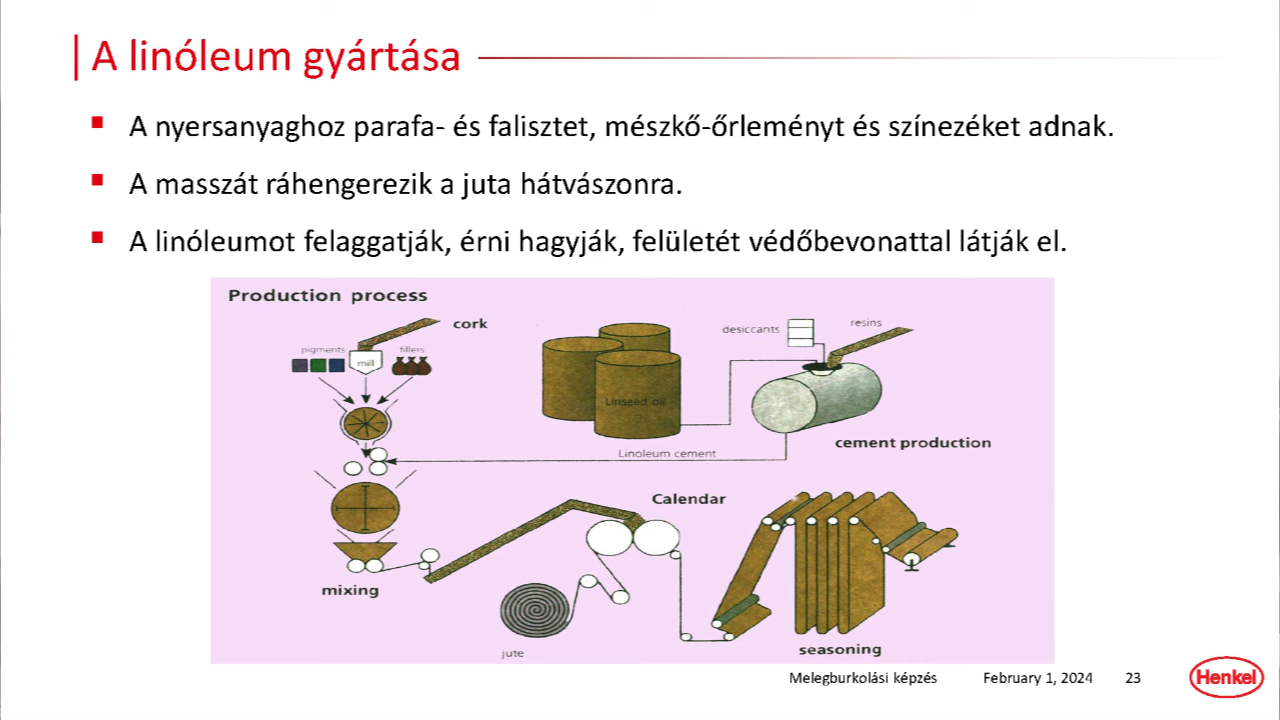 A linóleum gyártása
A nyersanyaghoz parafa- és falisztet, mészkő-őrleményt és színezéket adnak.
A masszát ráhengerezik a juta hátvászonra.
A linóleumot felaggatják, érni hagyják, felületét védőbevonattal látják el.
Production process
cork
pigments
mill
fillers
desiccants
resins
Linseed oil
cement production
Linoleum cement
Calendar
mixing
jute
seasoning
Melegburkolási képzés
February 1, 2024
23
Henkel